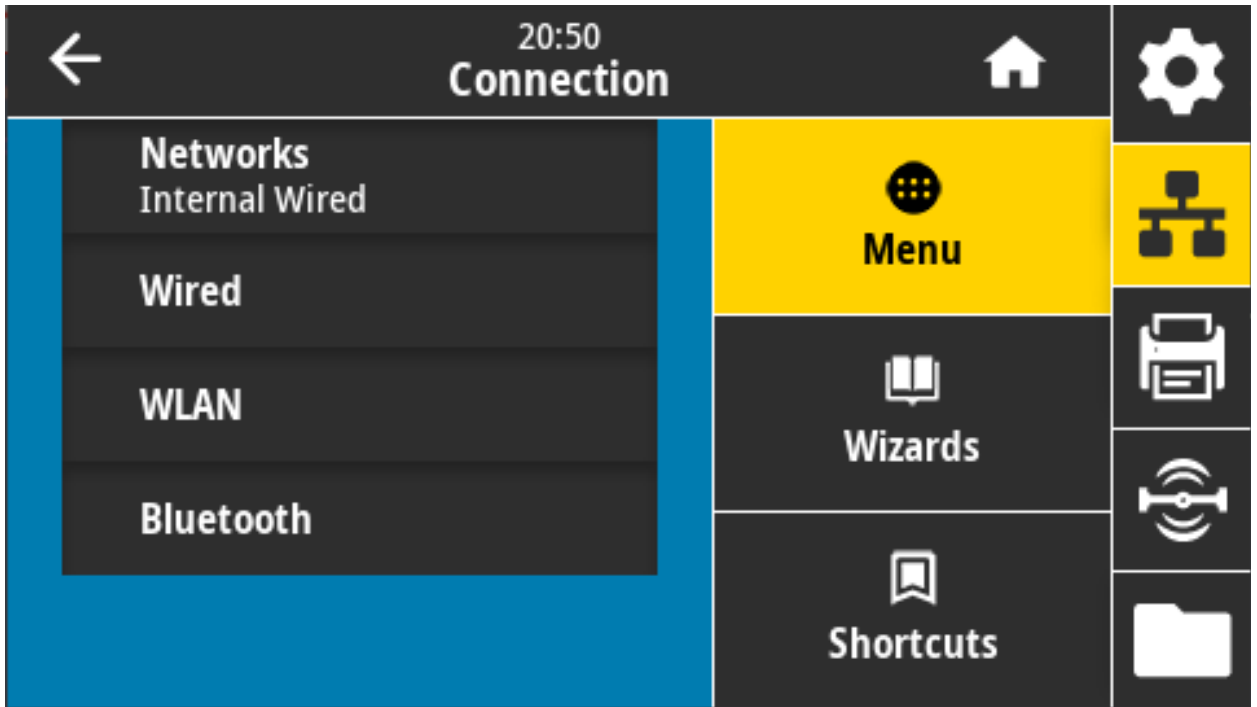 20:50
Connection
Networks
Internal Wired
Wired
WLAN
Bluetooth
Menu
Wizards
Shortcuts